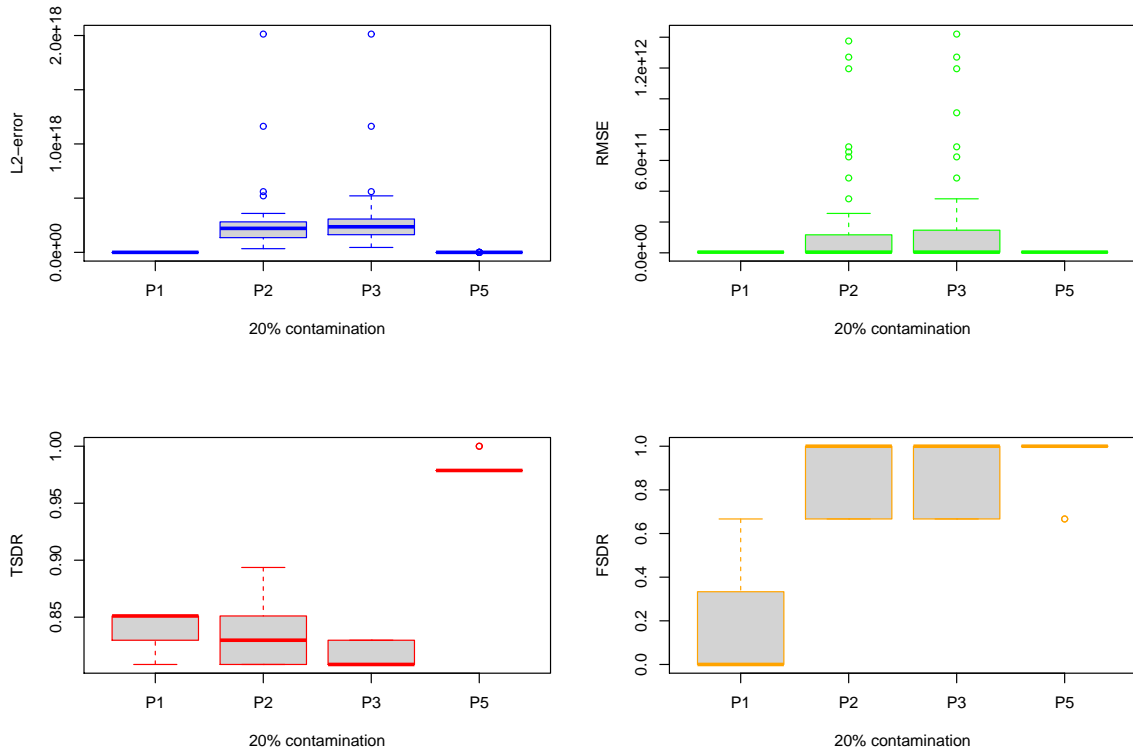 L2−error
0.0e+00 1.0e+18 2.0e+18
P1 P2 P3 P5
20% contamination
RMSE
0.0e+00 6.0e+11 1.2e+12
P1 P2 P3 P5
20% contamination
TSDR
0.85 0.90 0.95 1.00
P1 P2 P3 P5
20% contamination
FSDR
0.0 0.2 0.4 0.6 0.8 1.0
P1 P2 P3 P5
20% contamination